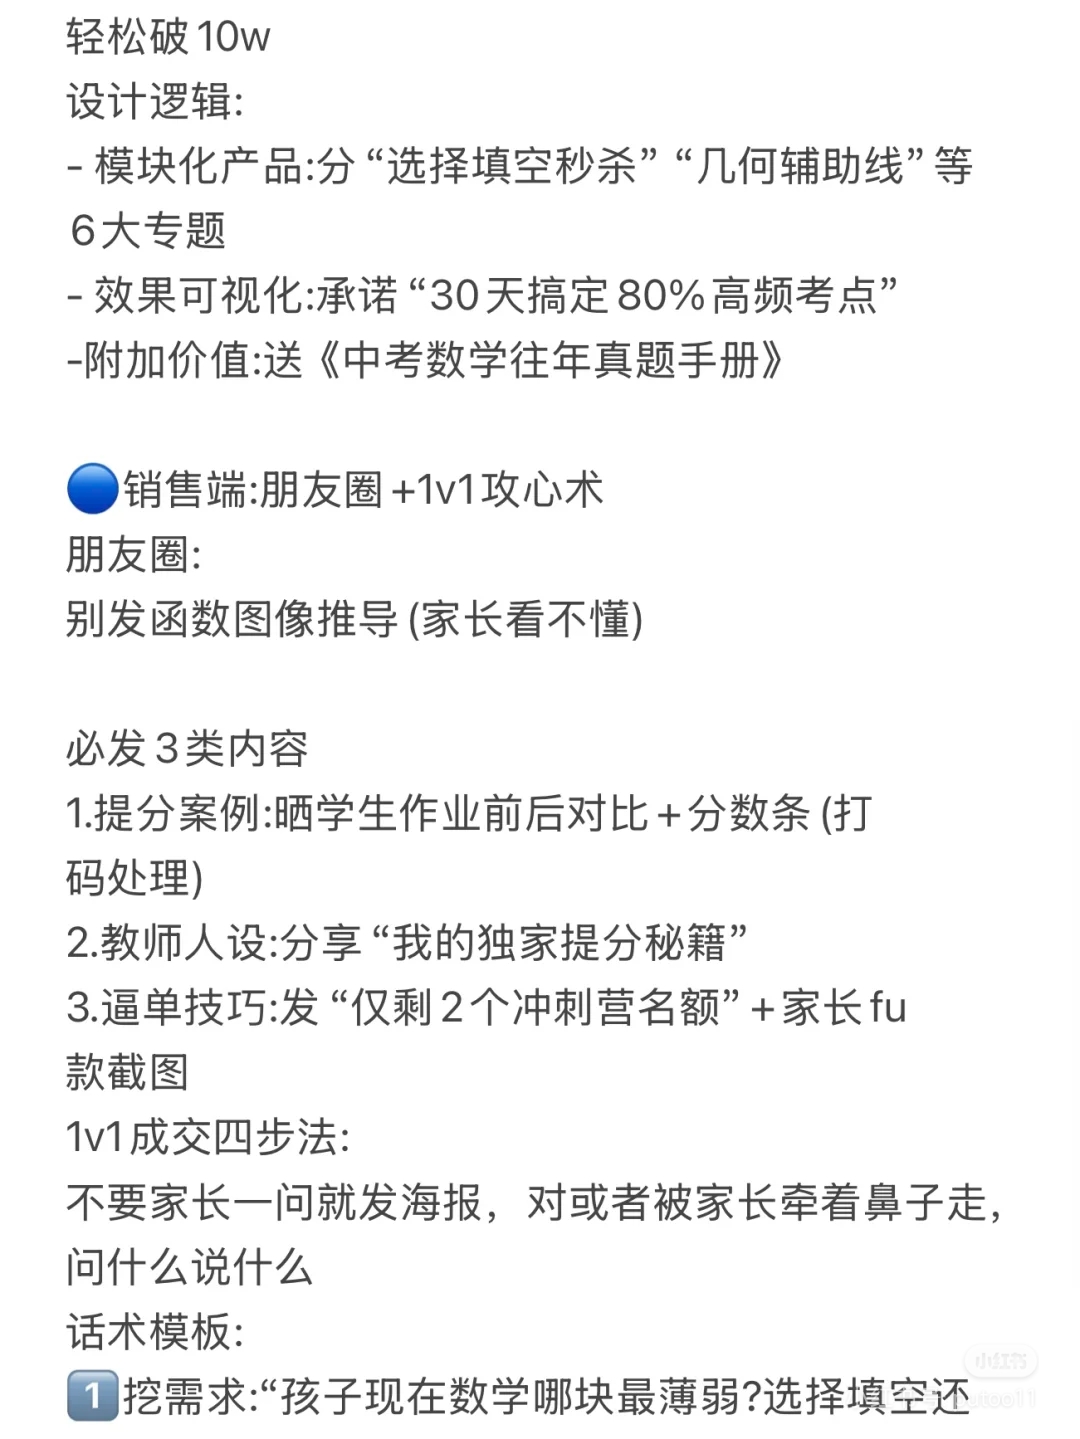 轻松破10w
设计逻辑:
- 模块化产品:分“选择填空秒杀”“几何辅助线”等
6大专题
- 效果可视化:承诺“30天搞定80%高频考点”
-附加价值:送《中考数学往年真题手册》
销售端:朋友圈+1v1攻心术
朋友圈:
别发函数图像推导(家长看不懂)
必发3类内容
1.提分案例:晒学生作业前后对比+分数条(打
码处理)
2.教师人设:分享“我的独家提分秘籍”
3.逼单技巧:发“仅剩2个冲刺营名额”+家长fu
款截图
1v1成交四步法:
不要家长一问就发海报，对或者被家长牵着鼻子走，
问什么说什么
话术模板:
1挖需求:“孩子现在数学哪块最薄弱?选择填空还
小红书